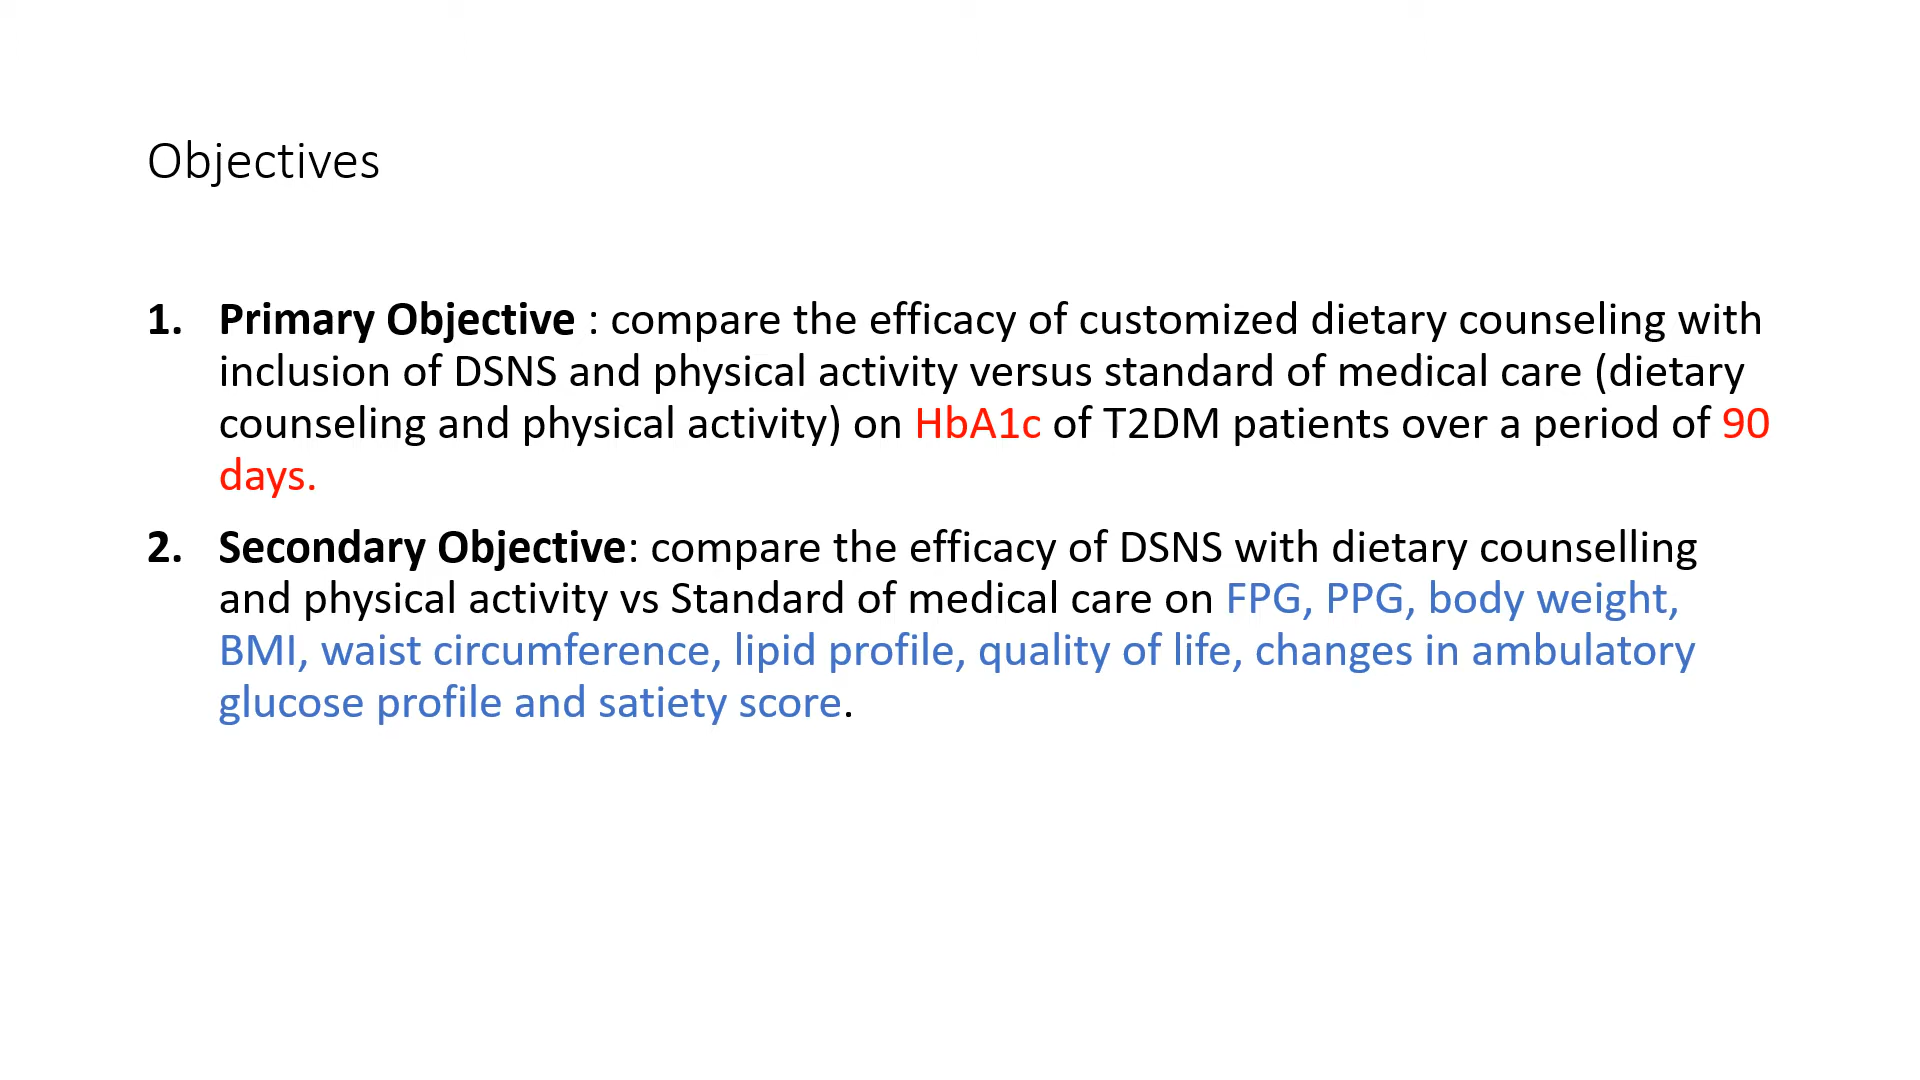 Objectives
1. Primary Objective : compare the efficacy of customized dietary counseling with
inclusion of DSNS and physical activity versus standard of medical care (dietary
counseling and physical activity) on HbA1c of T2DM patients over a period of 90
days.
2. Secondary Objective: compare the efficacy of DSNS with dietary counselling
and physical activity vs Standard of medical care on FPG, PPG, body weight,
BMI, waist circumference, lipid profile, quality of life, changes in ambulatory
glucose profile and satiety score.